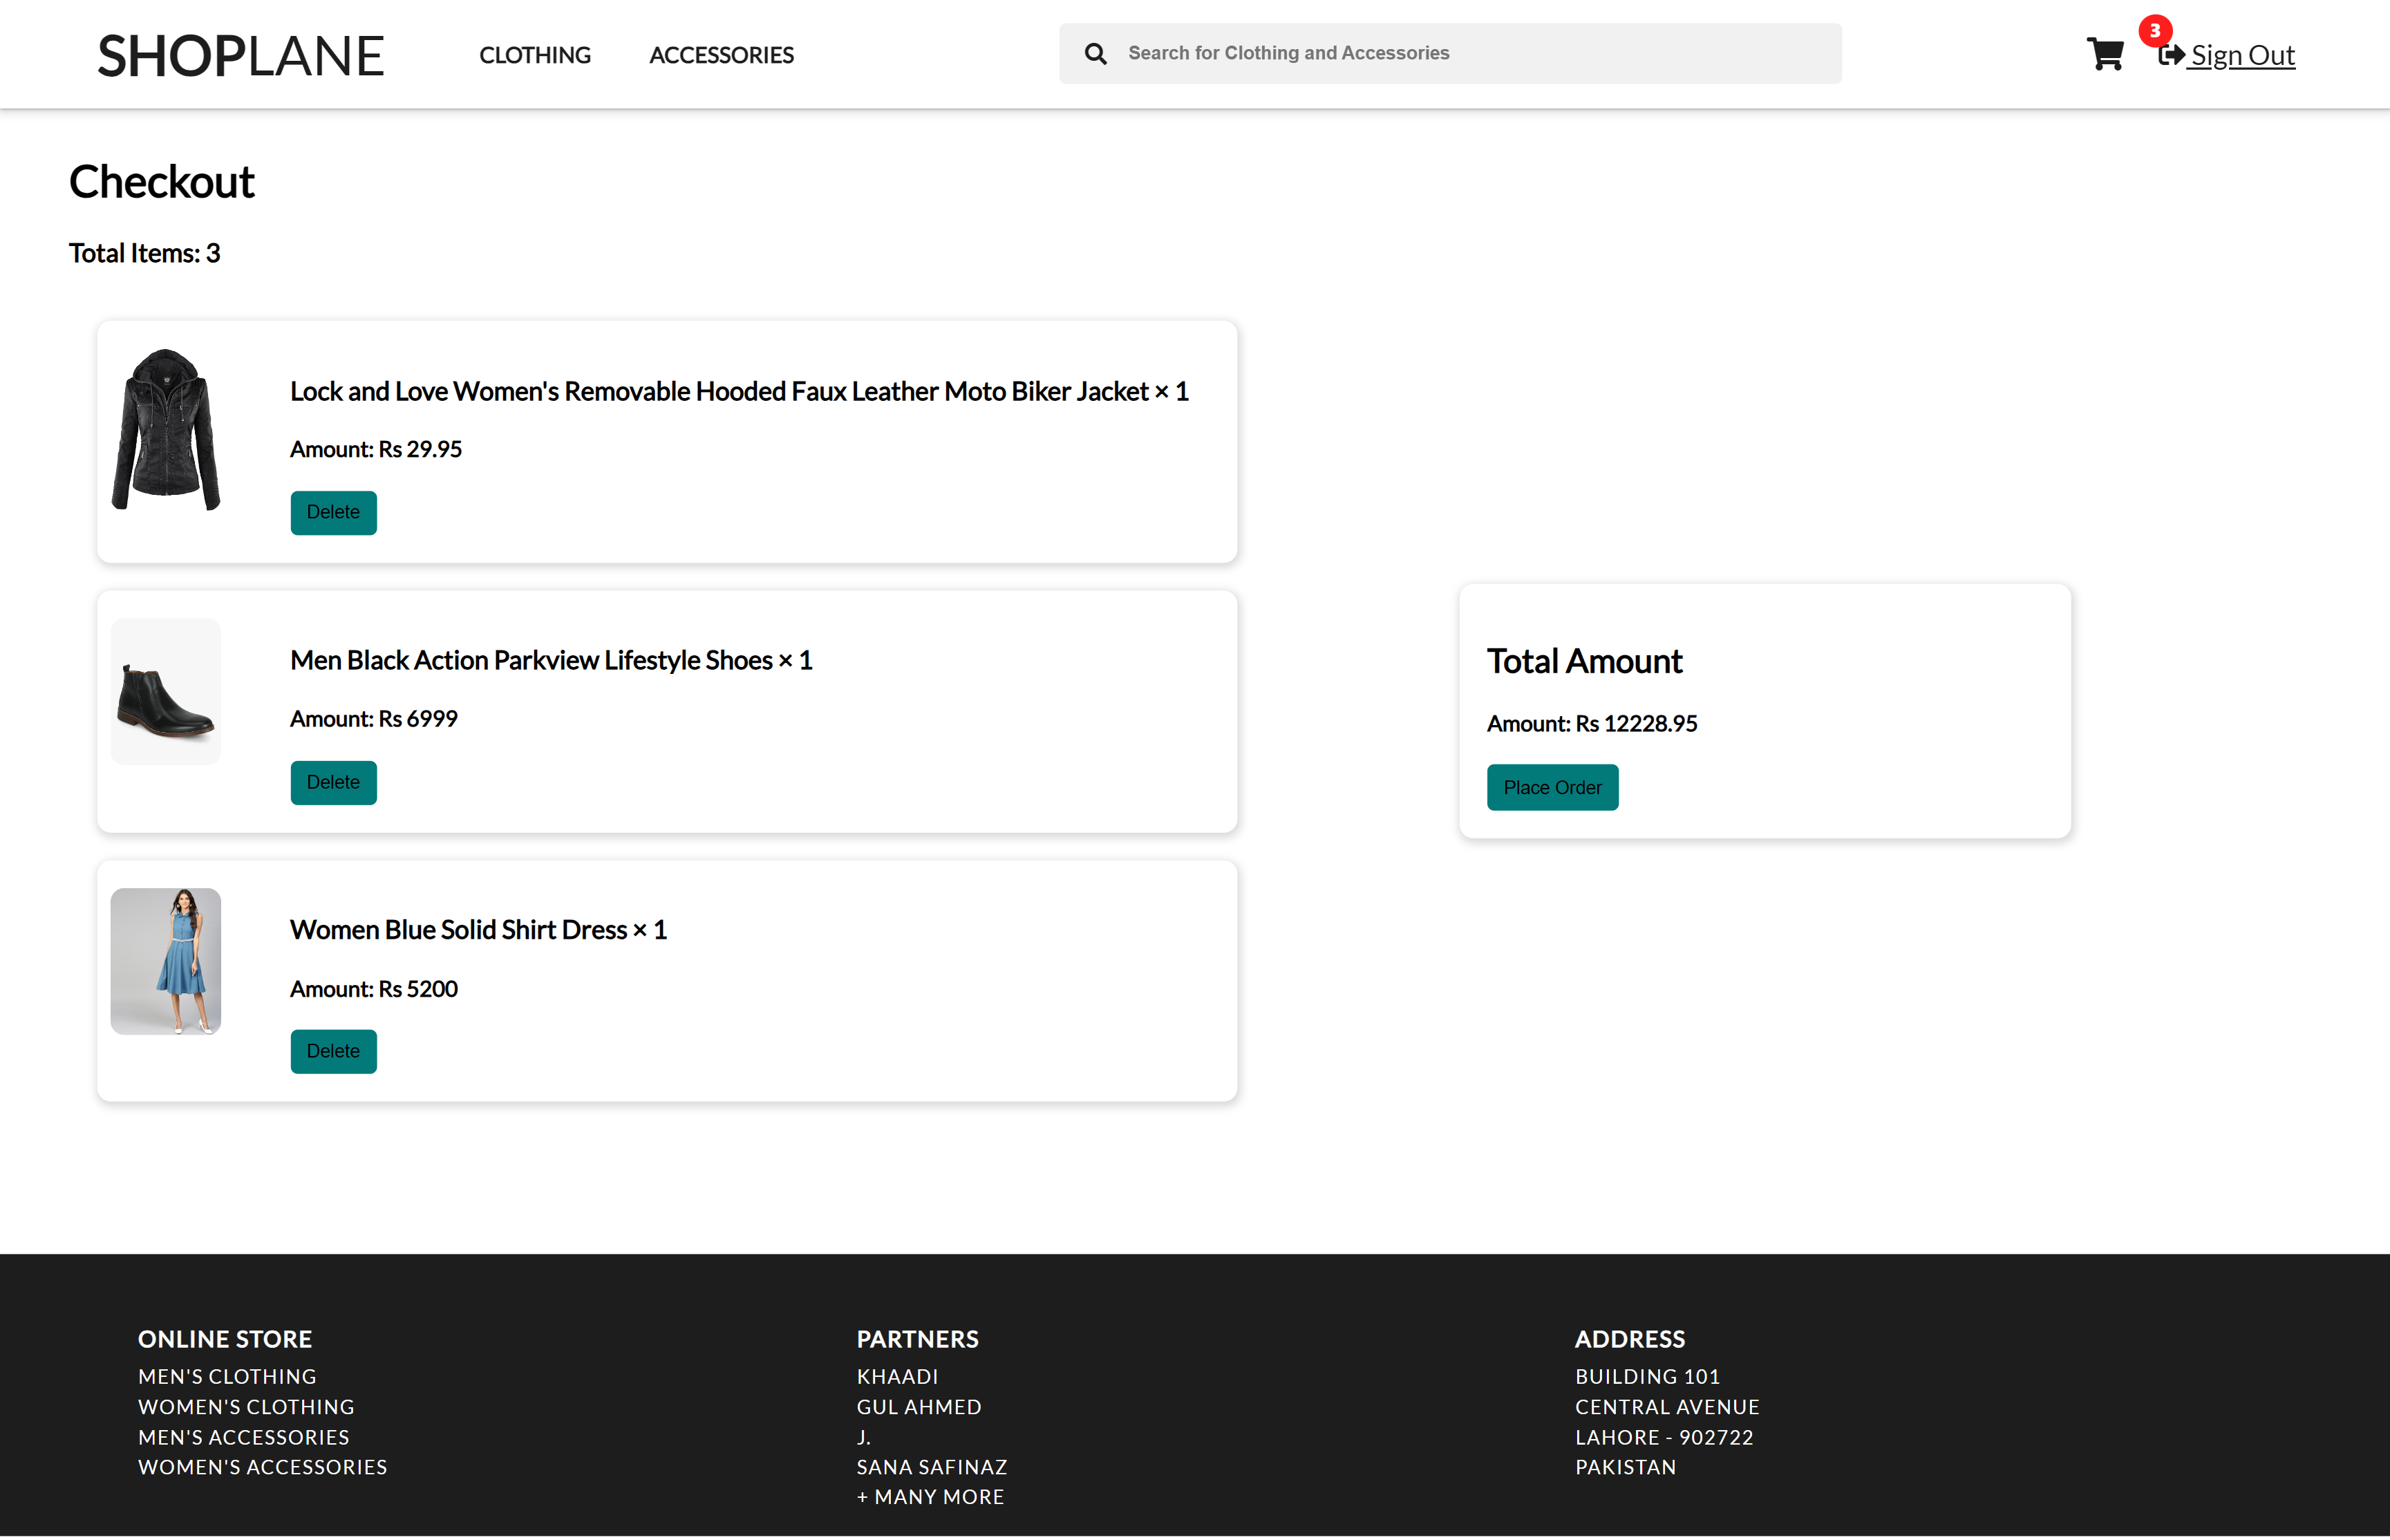 SHOPLANE
CLOTHING
ACCESSORIES
Search for Clothing and Accessories
3
Sign Out
Checkout
Total Items: 3
Lock and Love Women's Removable Hooded Faux Leather Moto Biker Jacket × 1
Amount: Rs 29.95
Delete
Men Black Action Parkview Lifestyle Shoes × 1
Amount: Rs 6999
Delete
Women Blue Solid Shirt Dress × 1
Amount: Rs 5200
Delete
Total Amount
Amount: Rs 12228.95
Place Order
ONLINE STORE
MEN'S CLOTHING
WOMEN'S CLOTHING
MEN'S ACCESSORIES
WOMEN'S ACCESSORIES
PARTNERS
KHAADI
GUL AHMED
J.
SANA SAFINAZ
+ MANY MORE
ADDRESS
BUILDING 101
CENTRAL AVENUE
LAHORE - 902722
PAKISTAN